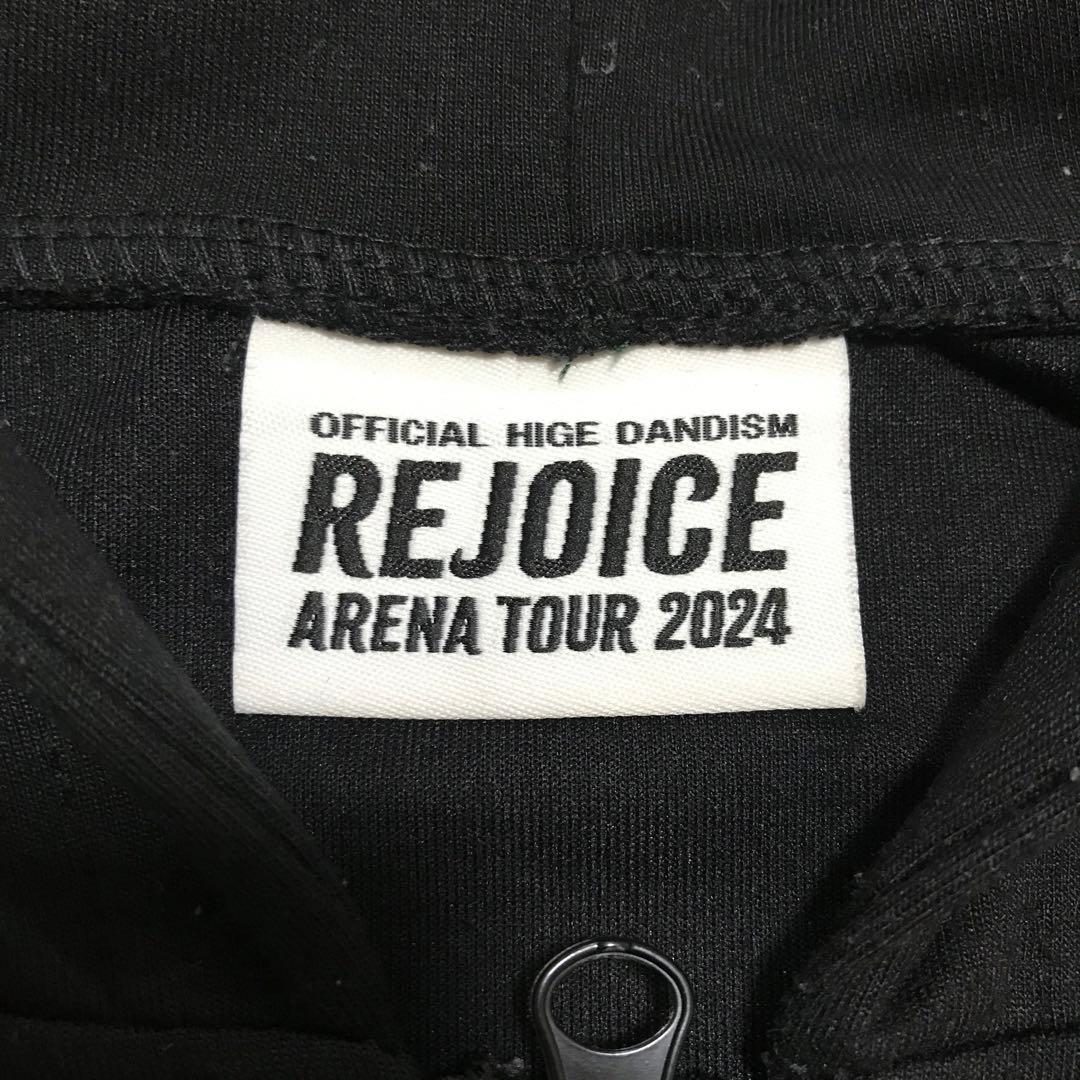 OFFICIAL HIGE DANDISM
REJOICE
ARENA TOUR 2024